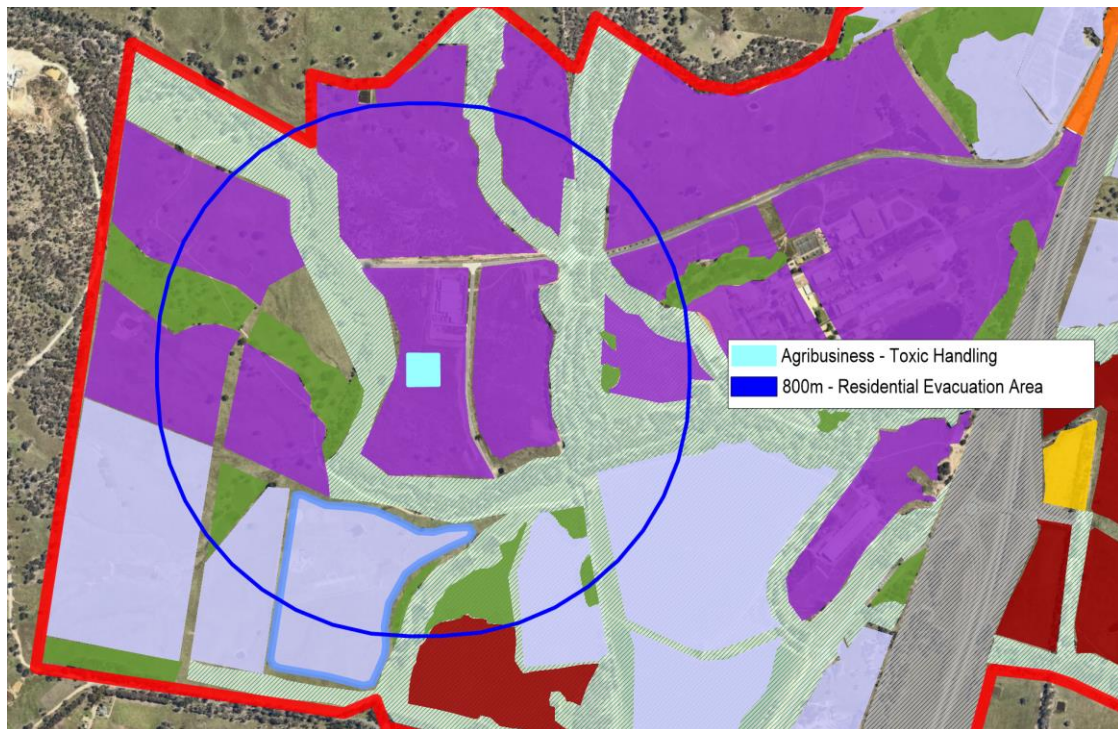 Agribusiness - Toxic Handling
800m - Residential Evacuation Area